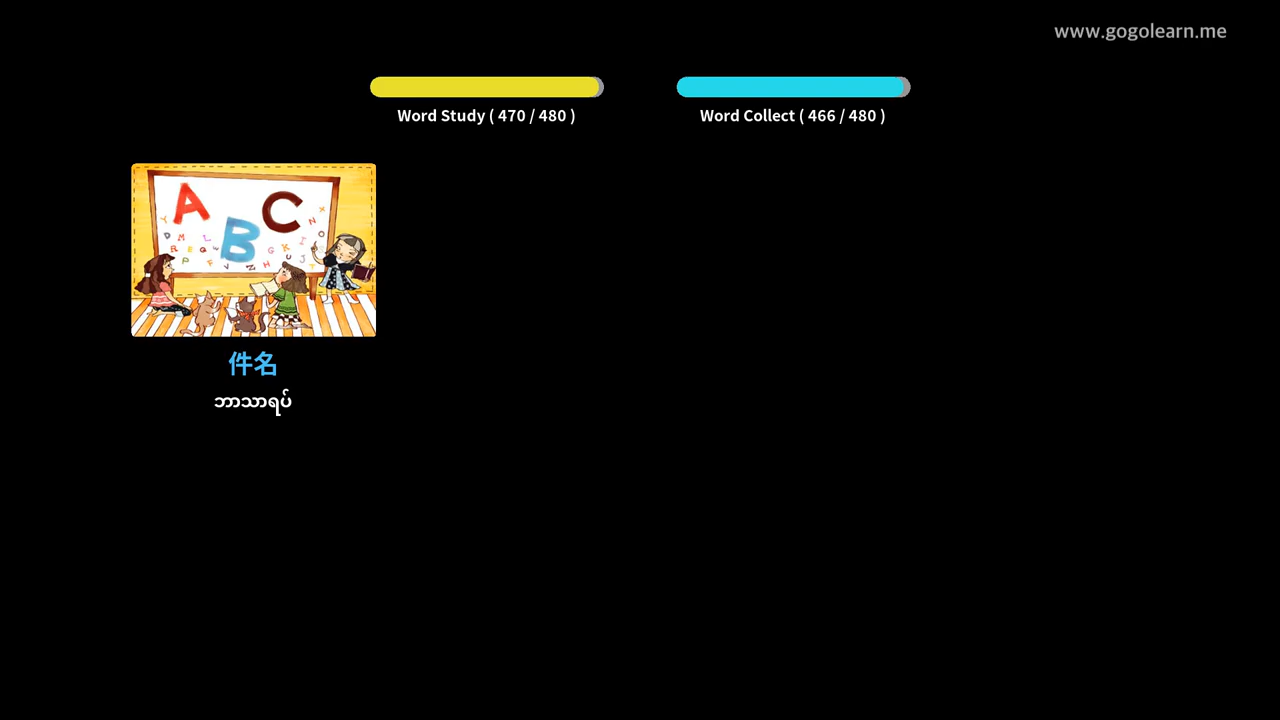 www.gogolearn.me
Word Study ( 470 / 480 )
Word Collect ( 466 / 480 )
A
B
C
件名
ဘာသာရပ်